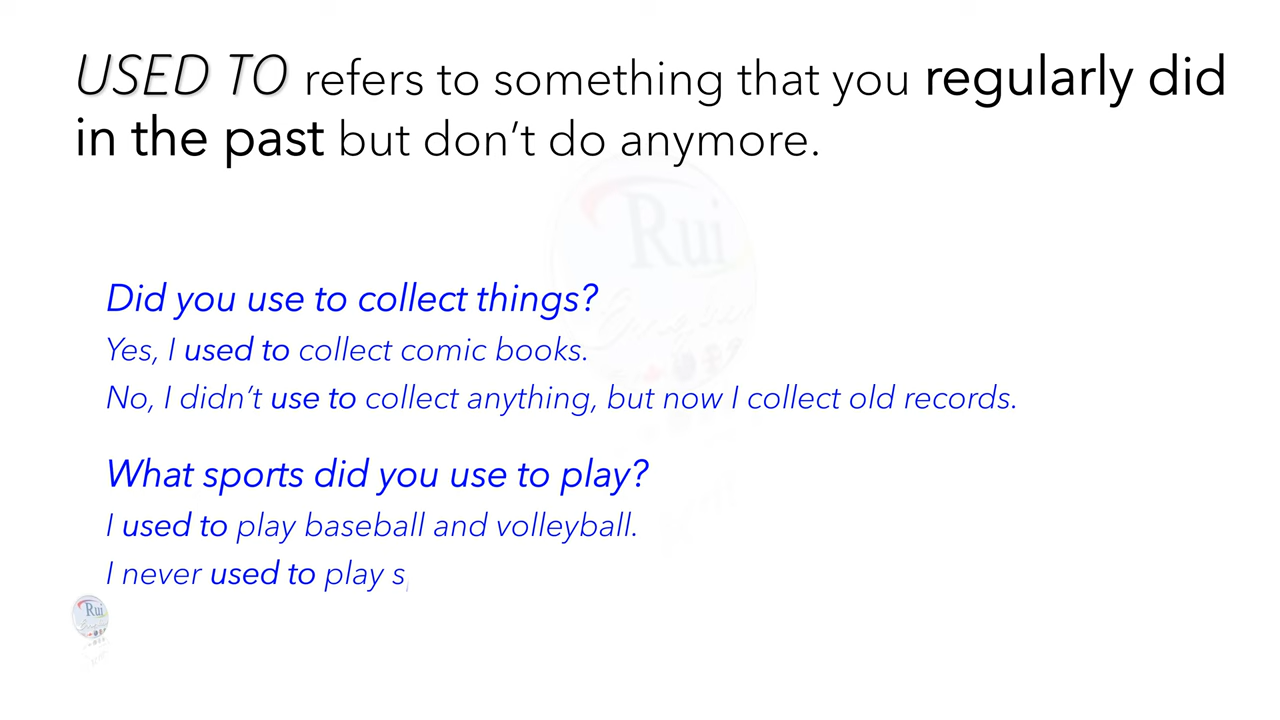 USED TO refers to something that you regularly did
in the past but don't do anymore.
Rui
Did you use to collect things?
Yes, I used to collect comic books.
No, I didn't use to collect anything, but now I collect old records.
What sports did you use to play?
I used to play baseball and volleyball.
I never used to play s
Rui